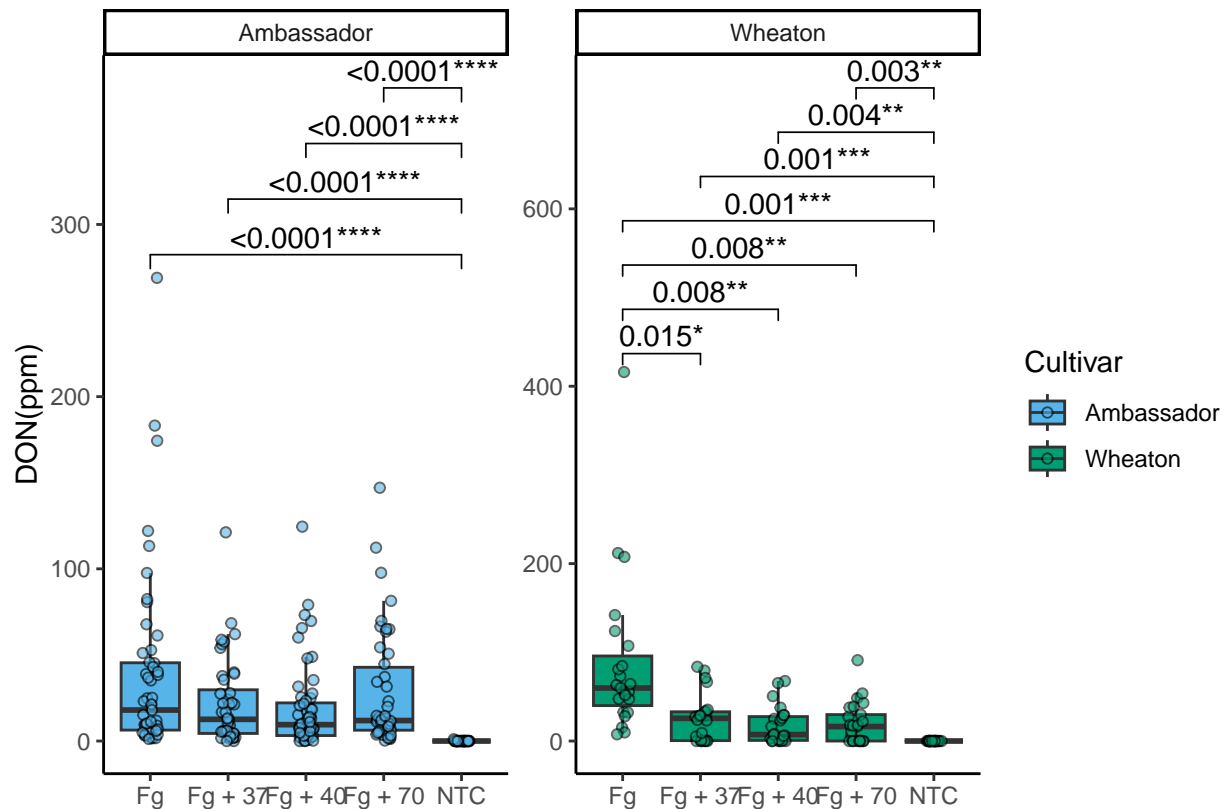 Ambassador
Wheaton
<0.0001****
<0.0001****
<0.0001****
<0.0001****
0.003**
0.004**
0.001***
0.001***
0.008**
0.008**
0.015*
DON(ppm)
300
200
100
0
600
400
200
0
Fg Fg + 37 Fg + 40 Fg + 70 NTC
Fg Fg + 37 Fg + 40 Fg + 70 NTC
Cultivar
Ambassador
Wheaton